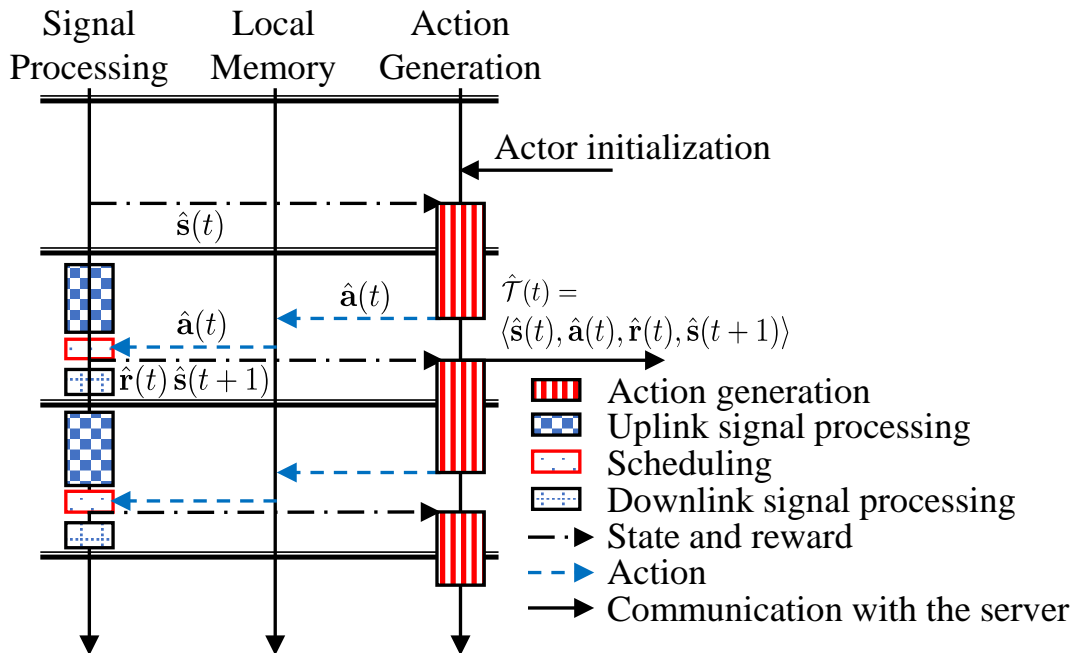 Signal Processing
Local Memory
Action Generation
Actor initialization
ŝ(t)
â(t)
T̂(t) =
⟨ŝ(t), â(t), r̂(t), ŝ(t+1)⟩
â(t)
r̂(t) ŝ(t+1)
Action generation
Uplink signal processing
Scheduling
Downlink signal processing
State and reward
Action
Communication with the server